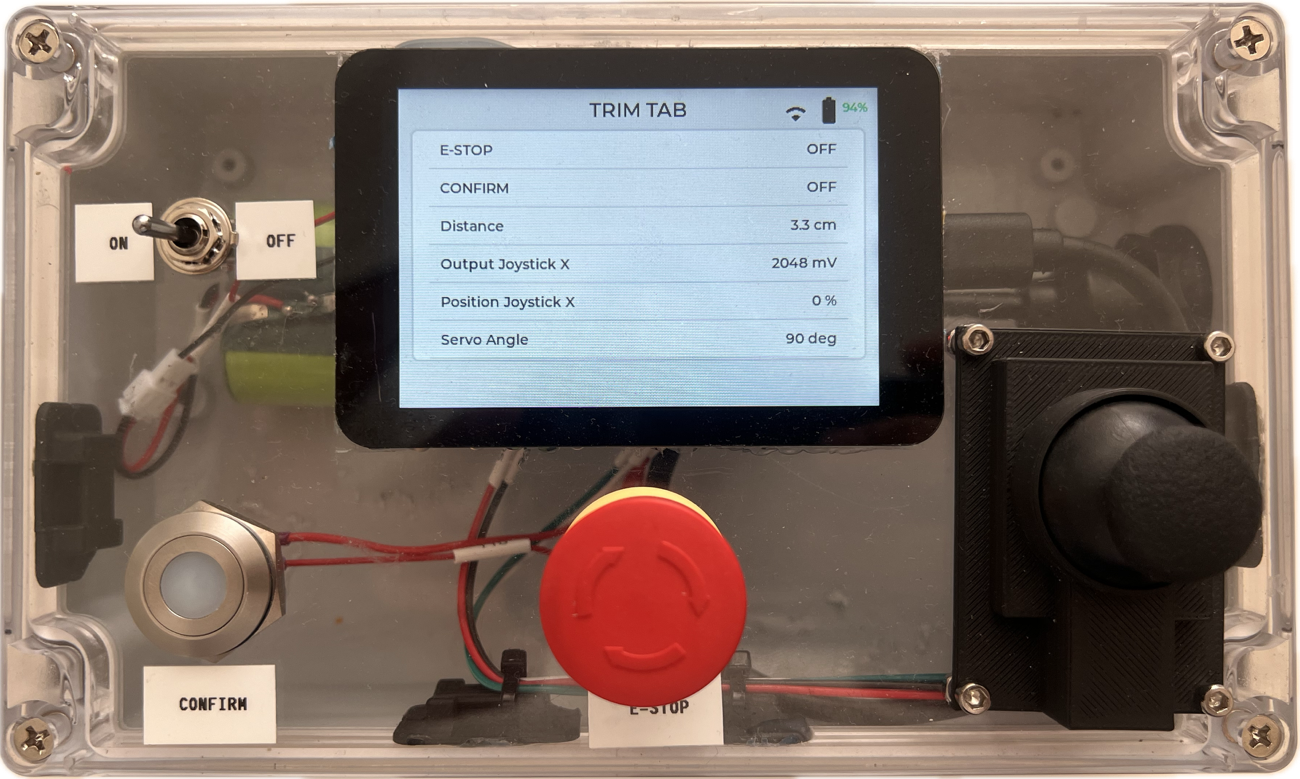 TRIM TAB 94%
E-STOP OFF
CONFIRM OFF
Distance 3.3 cm
Output Joystick X 2048 mV
Position Joystick X 0 %
Servo Angle 90 deg
ON OFF
CONFIRM
E-STOP